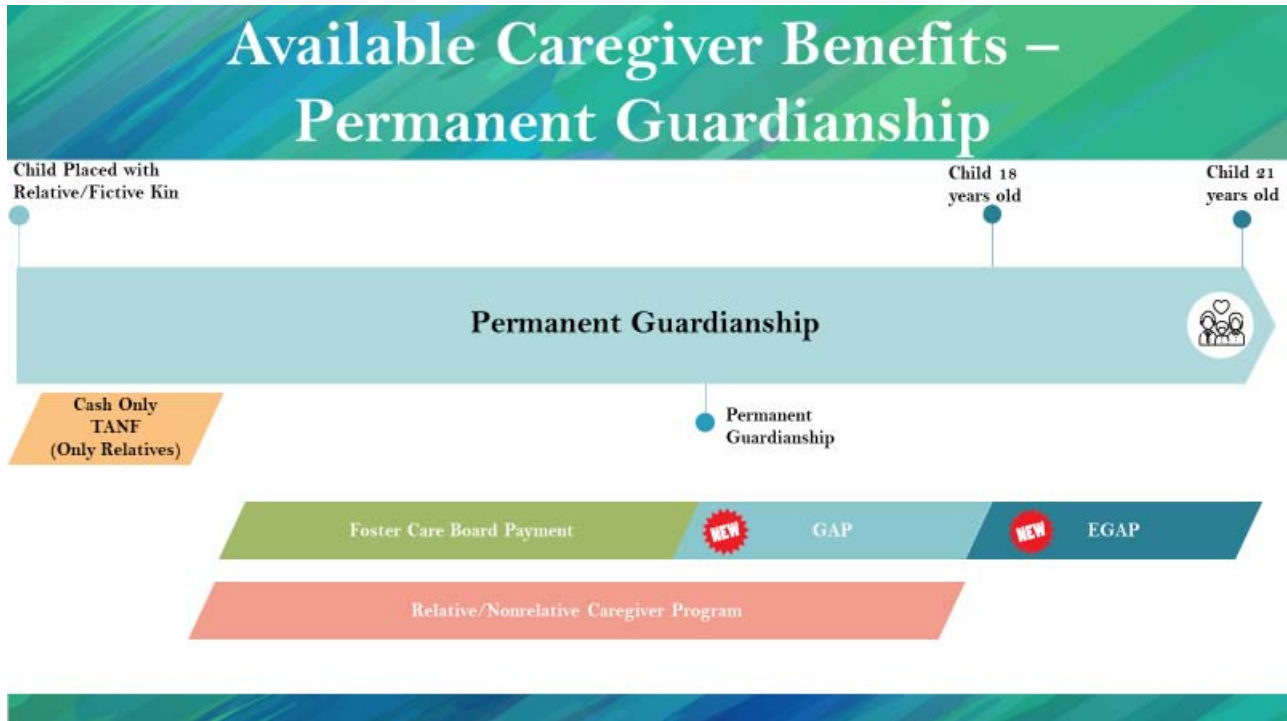 Available Caregiver Benefits –
Permanent Guardianship
Child Placed with
Relative/Fictive Kin
Child 18
years old
Child 21
years old
Permanent Guardianship
Cash Only
TANF
(Only Relatives)
Permanent
Guardianship
Foster Care Board Payment
NEW
GAP
NEW
EGAP
Relative/Nonrelative Caregiver Program